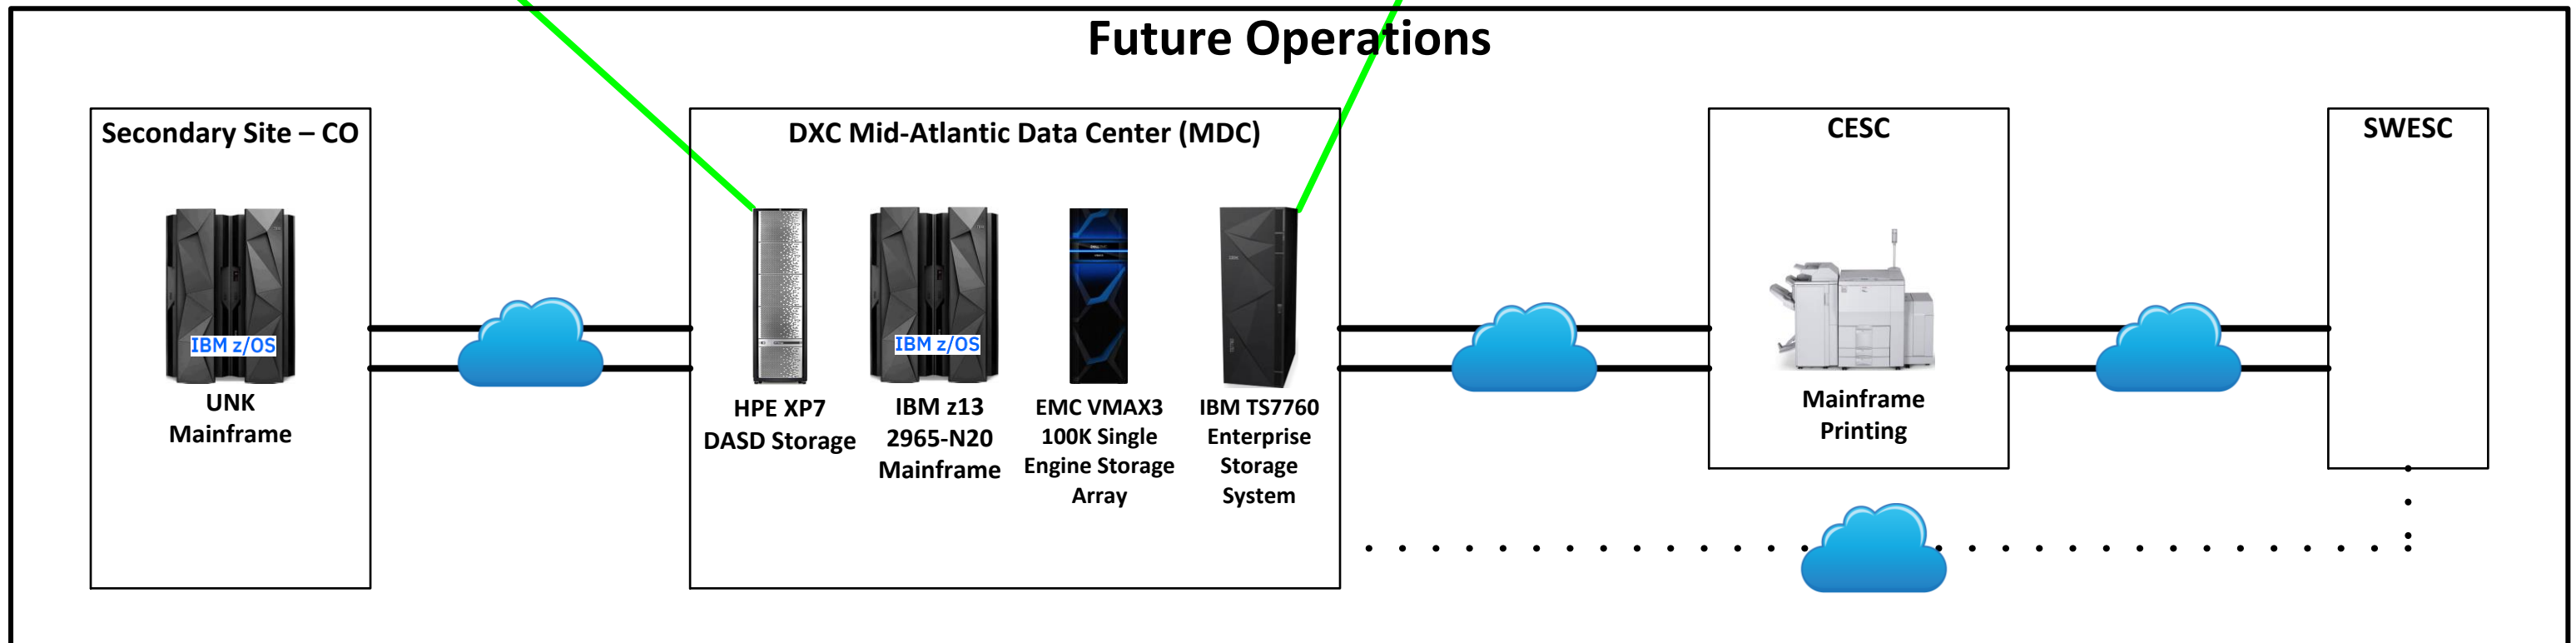 Future Operations
Secondary Site – CO
IBM z/OS
UNK
Mainframe
DXC Mid-Atlantic Data Center (MDC)
HPE XP7
DASD Storage
IBM z/OS
IBM z13
2965-N20
Mainframe
EMC VMAX3
100K Single
Engine Storage
Array
IBM TS7760
Enterprise
Storage
System
CESC
Mainframe
Printing
SWESC